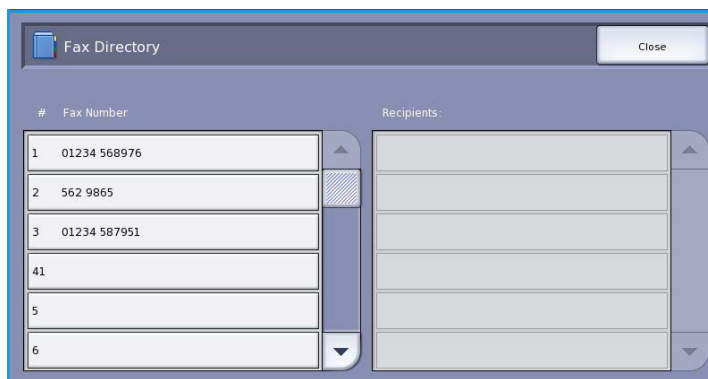 Fax Directory
Close
# Fax Number
Recipients:
1 01234 568976
2 562 9865
3 01234 587951
41
5
6